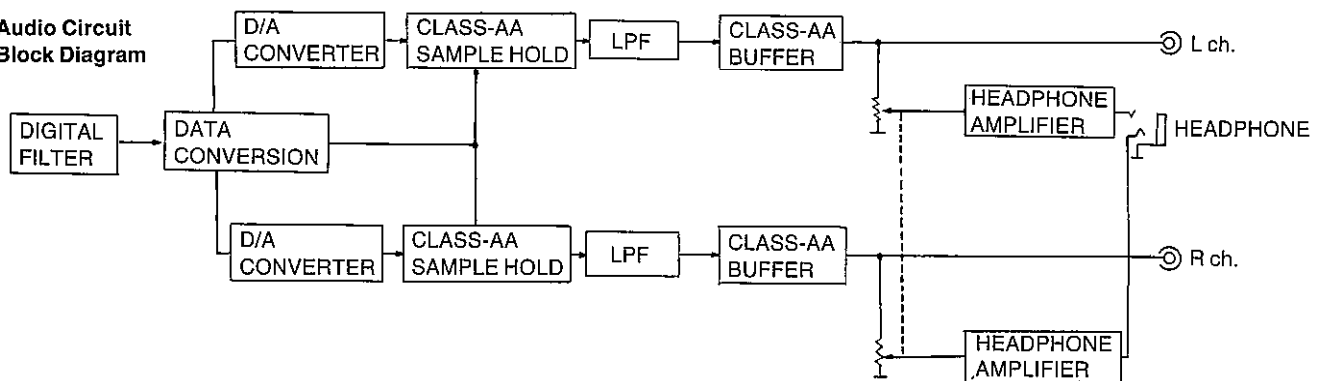 Audio Circuit
Block Diagram
D/A
CONVERTER
CLASS-AA
SAMPLE HOLD
LPF
CLASS-AA
BUFFER
L ch.
HEADPHONE
AMPLIFIER
HEADPHONE
DIGITAL
FILTER
DATA
CONVERSION
D/A
CONVERTER
CLASS-AA
SAMPLE HOLD
LPF
CLASS-AA
BUFFER
R ch.
HEADPHONE
AMPLIFIER